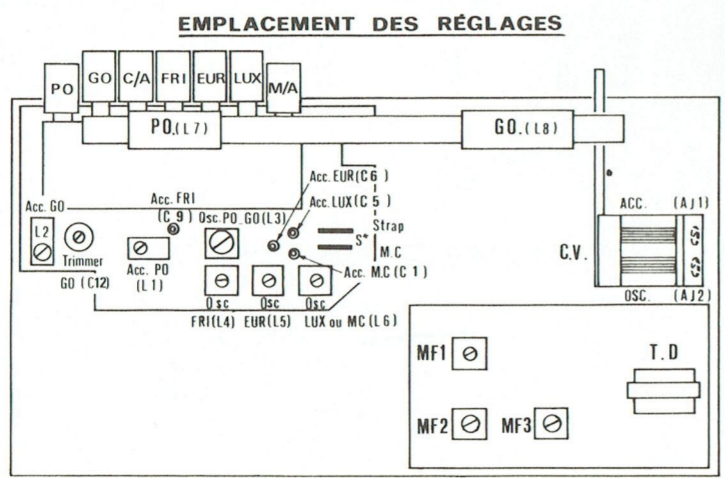 EMPLACEMENT DES RÉGLAGES
PO
GO
C/A
FRI
EUR
LUX
M/A
PO.(L7)
GO.(L8)
Acc. EUR(C6)
Acc. FRI
(C9)
Acc. LUX(C5)
Acc. GO
Osc.PO_GO(L3)
Strap
S*
M.C
L2
Trimmer
GO (C12)
Acc. PO
(L1)
Acc. M.C(C1)
Osc
Osc
Osc
FRI(L4) EUR(L5) LUX ou MC(L6)
ACC. (AJ1)
C.V.
OSC. (AJ2)
MF1
T.D
MF2
MF3